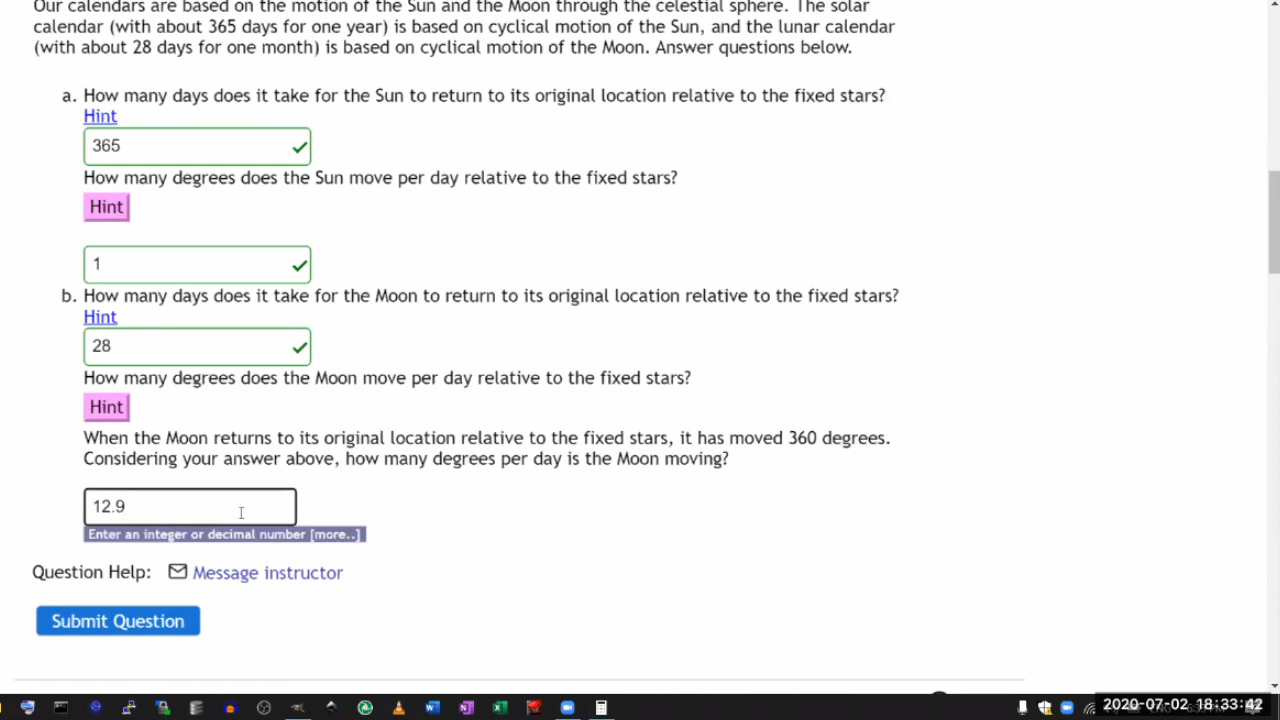 Our calendars are based on the motion of the Sun and the Moon through the celestial sphere. The solar
calendar (with about 365 days for one year) is based on cyclical motion of the Sun, and the lunar calendar
(with about 28 days for one month) is based on cyclical motion of the Moon. Answer questions below.
a. How many days does it take for the Sun to return to its original location relative to the fixed stars?
Hint
365
How many degrees does the Sun move per day relative to the fixed stars?
Hint
1
b. How many days does it take for the Moon to return to its original location relative to the fixed stars?
Hint
28
How many degrees does the Moon move per day relative to the fixed stars?
Hint
When the Moon returns to its original location relative to the fixed stars, it has moved 360 degrees.
Considering your answer above, how many degrees per day is the Moon moving?
12.9
Enter an integer or decimal number [more..]
Question Help: Message instructor
Submit Question
2020-07-02 18:33:42